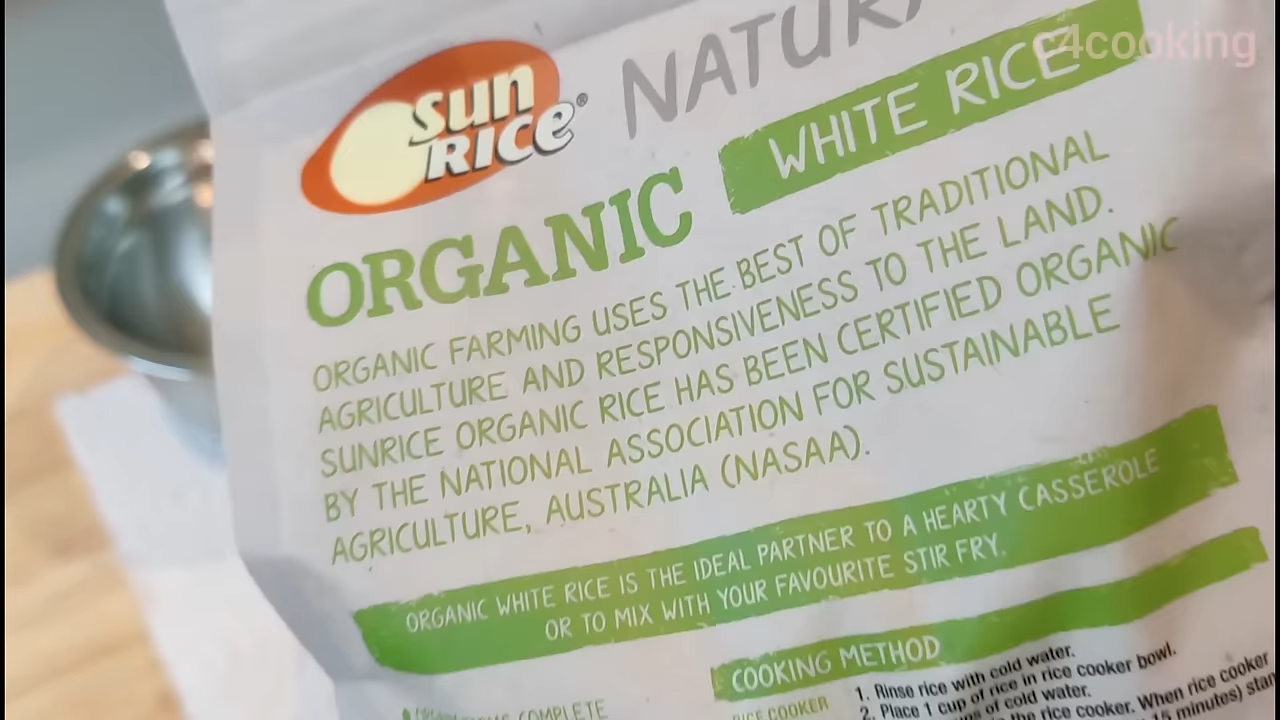 c4cooking
NATURA
Sun
RICE®
WHITE RICE
ORGANIC
ORGANIC FARMING USES THE BEST OF TRADITIONAL
AGRICULTURE AND RESPONSIVENESS TO THE LAND.
SUNRICE ORGANIC RICE HAS BEEN CERTIFIED ORGANIC
BY THE NATIONAL ASSOCIATION FOR SUSTAINABLE
AGRICULTURE, AUSTRALIA (NASAA).
ORGANIC WHITE RICE IS THE IDEAL PARTNER TO A HEARTY CASSEROLE
OR TO MIX WITH YOUR FAVOURITE STIR FRY.
COOKING METHOD
RICE COOKER
1. Rinse rice with cold water.
2. Place 1 cup of rice in rice cooker bowl.
of cold water.
the rice cooker. When rice cooker
minutes)
COMPLETE